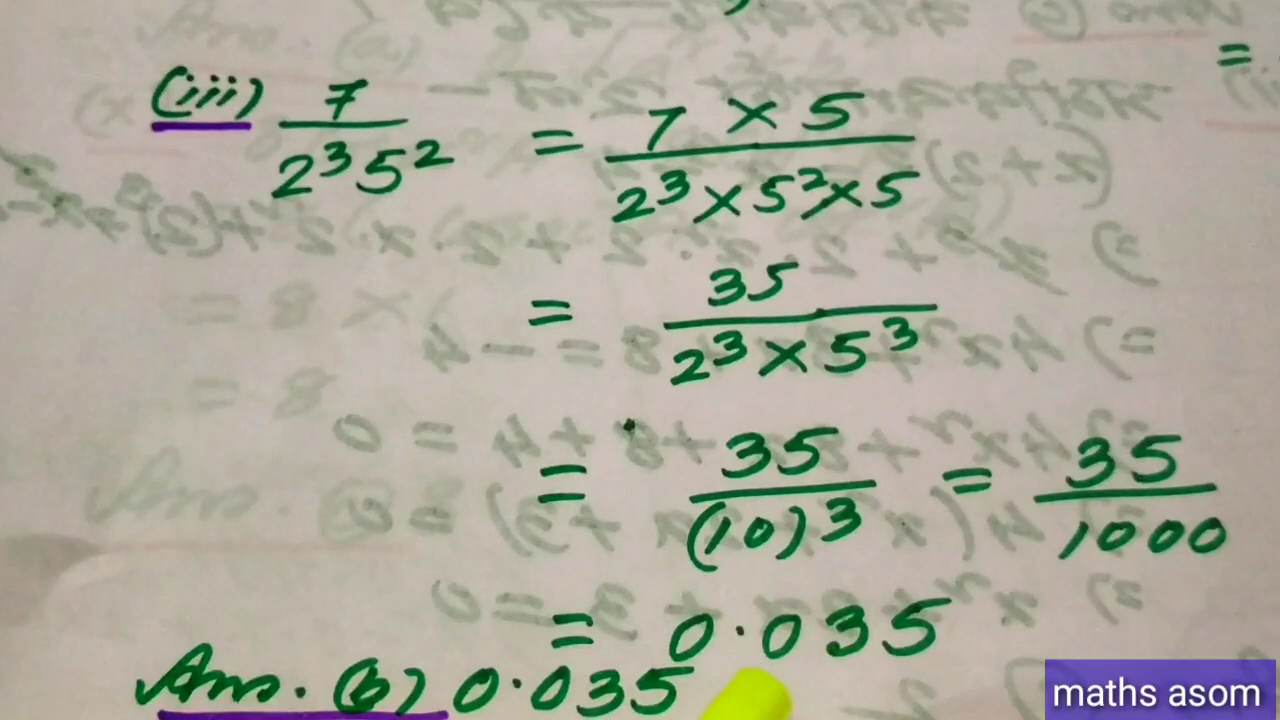 (iii) 7/2³5² = 7 × 5/2³ × 5² × 5
= 35/2³ × 5³
= 35/(10)³ = 35/1000
= 0.035
Ans. (b) 0.035
maths asom